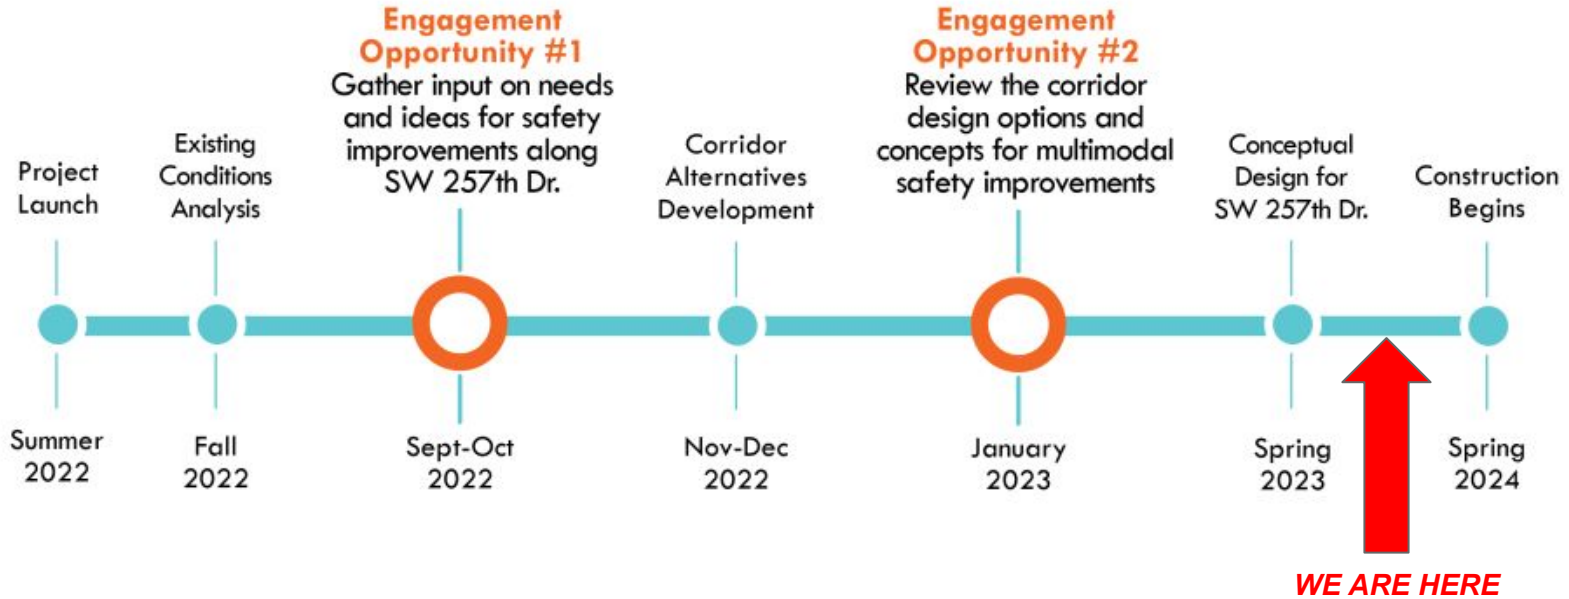 Project
Launch
Summer
2022
Existing
Conditions
Analysis
Fall
2022
Engagement
Opportunity #1
Gather input on needs
and ideas for safety
improvements along
SW 257th Dr.
Sept-Oct
2022
Corridor
Alternatives
Development
Nov-Dec
2022
Engagement
Opportunity #2
Review the corridor
design options and
concepts for multimodal
safety improvements
January
2023
Conceptual
Design for
SW 257th Dr.
Spring
2023
Construction
Begins
Spring
2024
WE ARE HERE